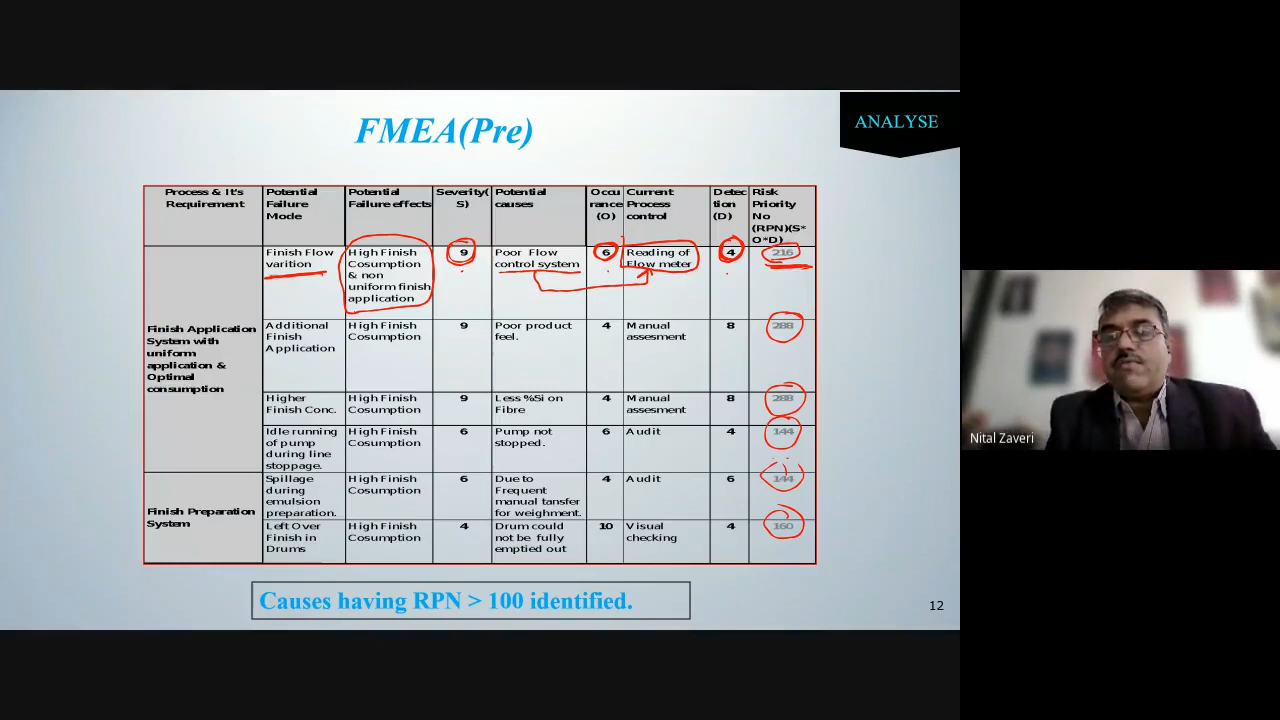 FMEA(Pre)
ANALYSE
Process & It's
Requirement
Potential
Failure
Mode
Potential
Failure effects
Severity(
S)
Potential
causes
Occu
rance
(O)
Current
Process
control
Detec
tion
(D)
Risk
Priority
No
(RPN)(S*
O*D)
Finish Application
System with
uniform
application &
Optimal
consumption
Finish Flow
varition
High Finish
Cosumption
& non
uniform finish
application
9
Poor Flow
control system
6
Reading of
Flow meter
4
216
Additional
Finish
Application
High Finish
Cosumption
9
Poor product
feel.
4
Manual
assesment
8
288
Higher
Finish Conc.
High Finish
Cosumption
9
Less %Si on
Fibre
4
Manual
assesment
8
288
Idle running
of pump
during line
stoppage.
High Finish
Cosumption
6
Pump not
stopped.
6
Audit
4
144
Finish Preparation
System
Spillage
during
emulsion
preparation.
High Finish
Cosumption
6
Due to
Frequent
manual tansfer
for weighment.
4
Audit
6
144
Left Over
Finish in
Drums
High Finish
Cosumption
4
Drum could
not be fully
emptied out
10
Visual
checking
4
160
Causes having RPN > 100 identified.
12
Nital Zaveri